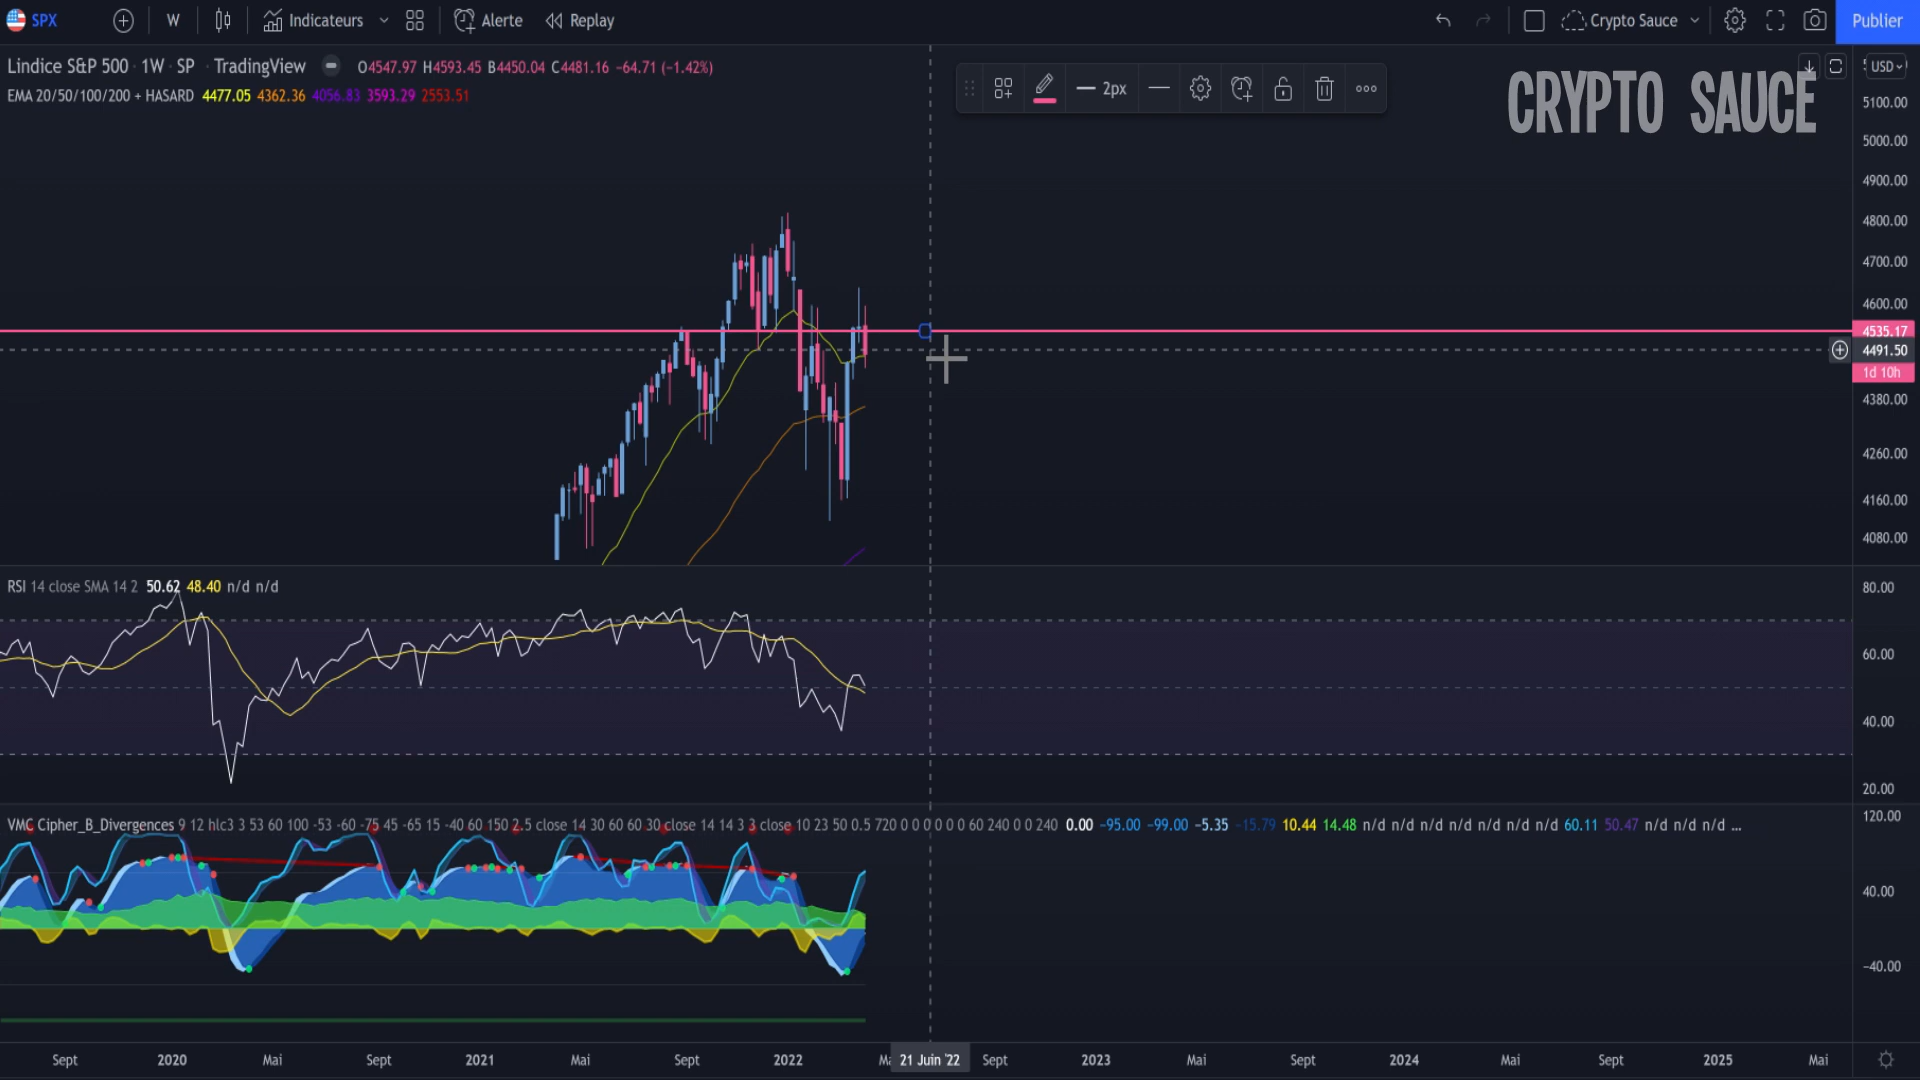 SPX W Indicateurs Alerte Replay Crypto Sauce Publier
Lindice S&P 500 · 1W · SP · TradingView O4547.97 H4593.45 B4450.04 C4481.16 −64.71 (−1.42%)
EMA 20/50/100/200 + HASARD 4477.05 4362.36 4056.83 3593.29 2553.51
2px
CRYPTO SAUCE
USD
5100.00
5000.00
4900.00
4800.00
4700.00
4600.00
4535.17
4491.50
1d 10h
4380.00
4260.00
4160.00
4080.00
RSI 14 close SMA 14 2 50.62 48.40 n/d n/d
80.00
60.00
40.00
20.00
VMC Cipher_B_Divergences 9 12 hlc3 3 53 60 100 -53 -60 -75 45 -65 15 -40 60 150 2.5 close 14 30 60 60 30 close 14 14 3 3 close 10 23 50 0.5 720 0 0 0 0 0 0 60 240 0 0 240 0.00 −95.00 −99.00 −5.35 −15.79 10.44 14.48 n/d n/d n/d n/d n/d n/d n/d 60.11 50.47 n/d n/d n/d ...
120.00
40.00
−40.00
Sept 2020 Mai Sept 2021 Mai Sept 2022 21 Juin '22 Sept 2023 Mai Sept 2024 Mai Sept 2025 Mai